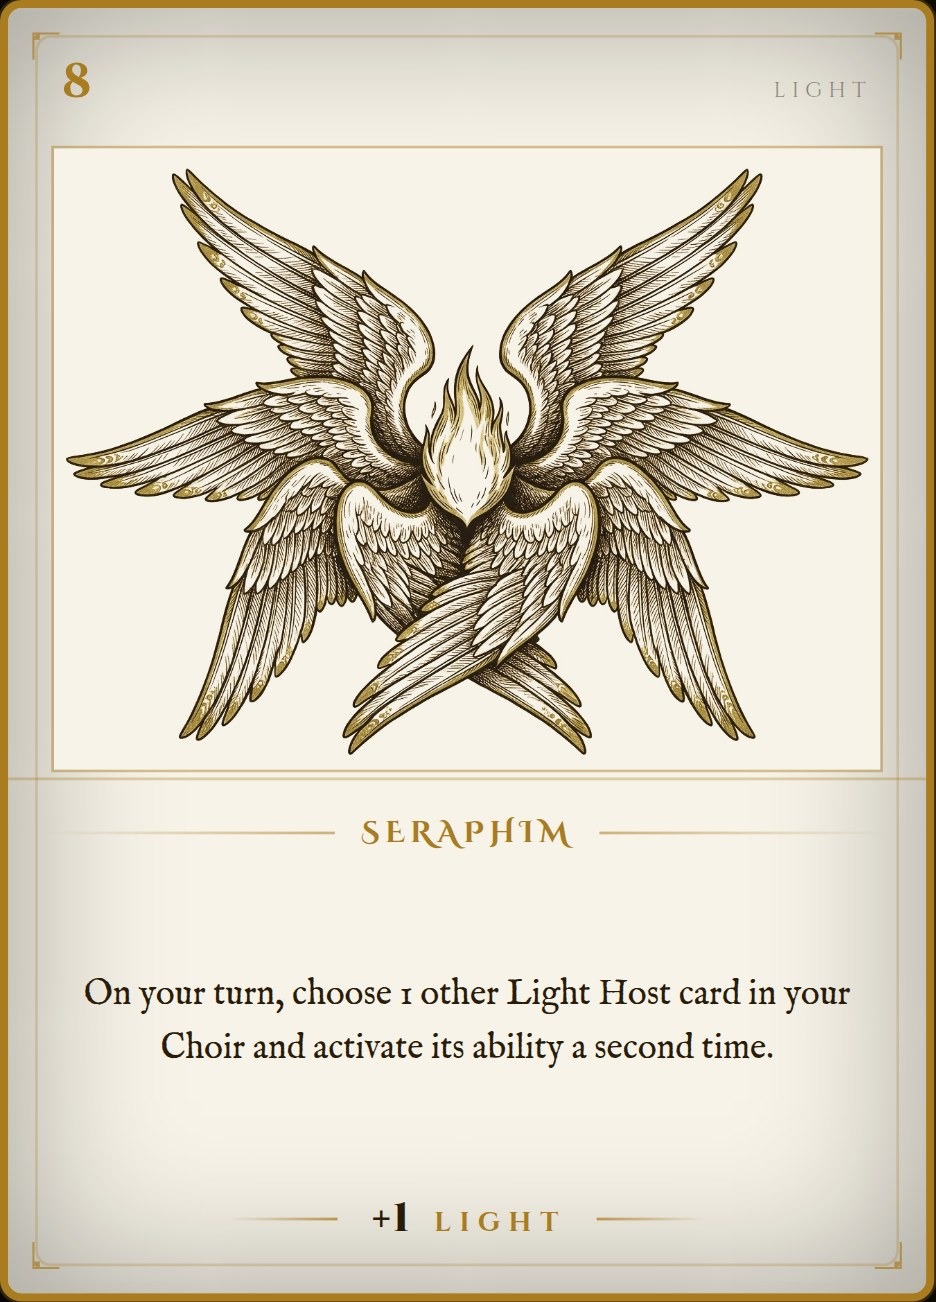 8
LIGHT
SERAPHIM
On your turn, choose 1 other Light Host card in your
Choir and activate its ability a second time.
+1 LIGHT